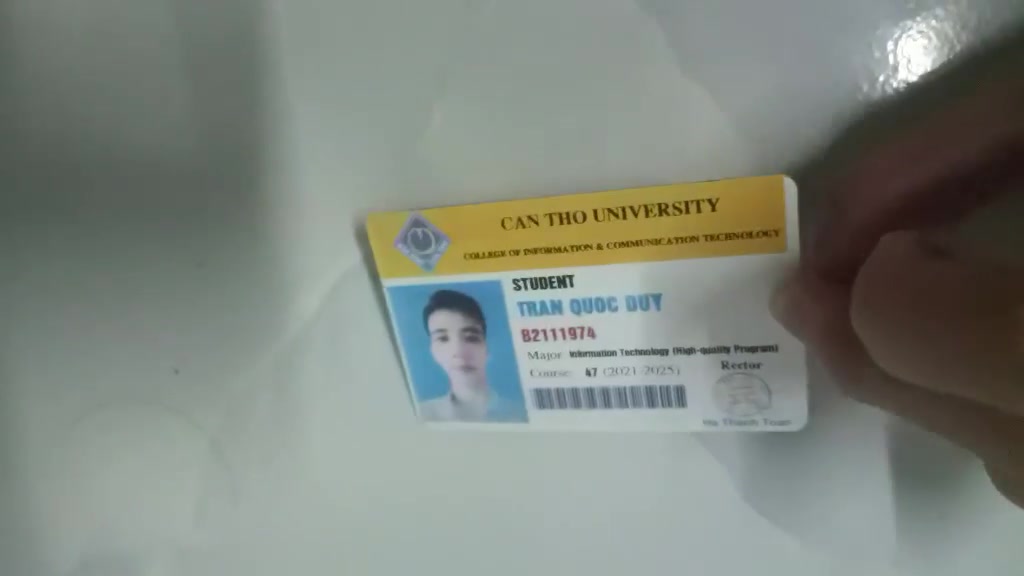 CAN THO UNIVERSITY
COLLEGE OF INFORMATION & COMMUNICATION TECHNOLOGY
STUDENT
TRAN QUOC DUY
B2111974
Major Information Technology (High-quality Program)
Course: 47 (2021-2025)
Rector
Ha Thanh Toan